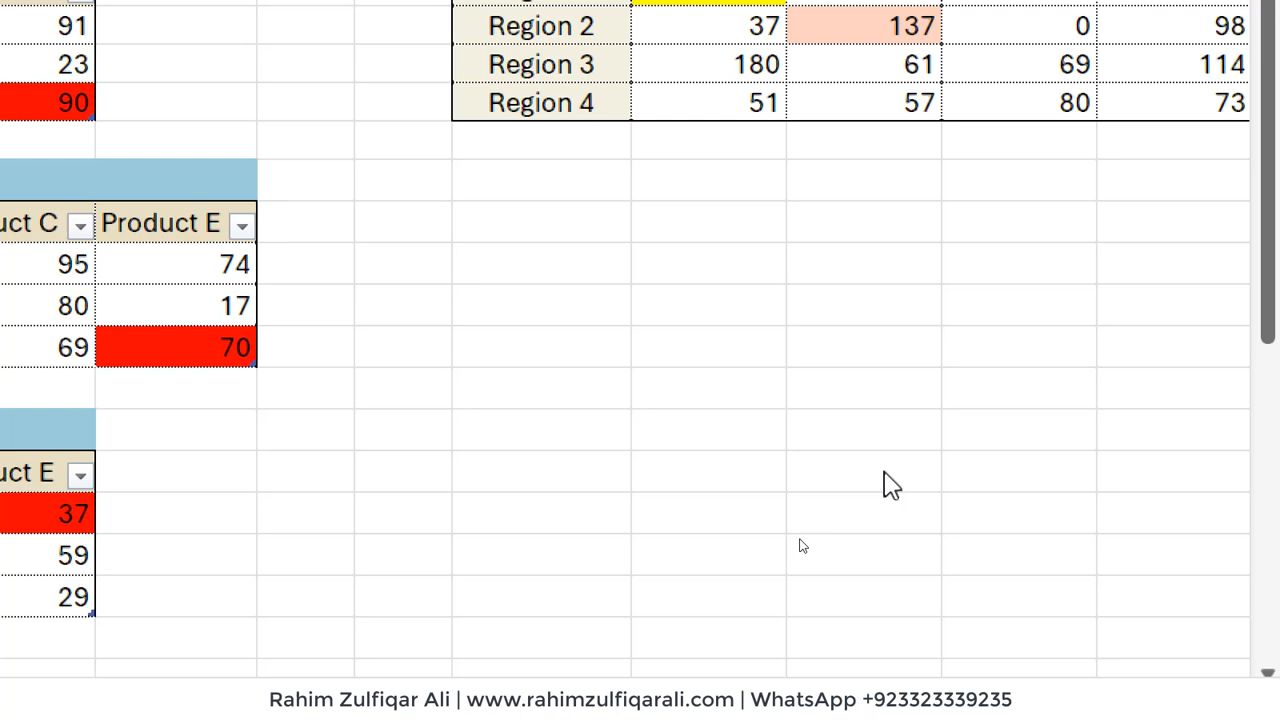 91 Region 2 37 137 0 98
23 Region 3 180 61 69 114
90 Region 4 51 57 80 73
uct C Product E
95 74
80 17
69 70
uct E
37
59
29
Rahim Zulfiqar Ali | www.rahimzulfiqarali.com | WhatsApp +923323339235